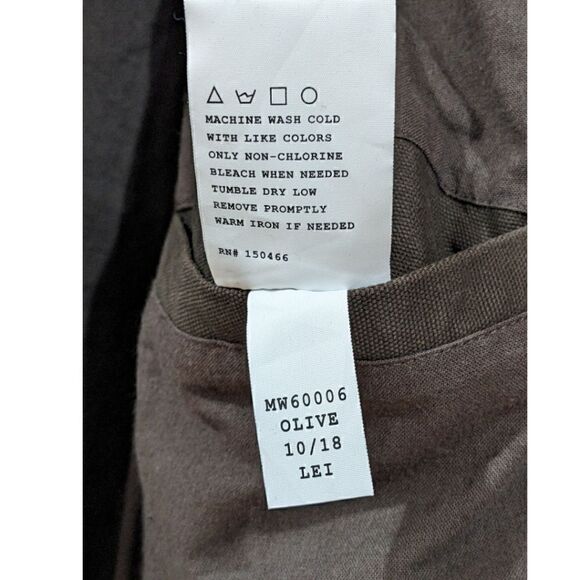 MACHINE WASH COLD
WITH LIKE COLORS
ONLY NON-CHLORINE
BLEACH WHEN NEEDED
TUMBLE DRY LOW
REMOVE PROMPTLY
WARM IRON IF NEEDED
RN# 150466
MW60006
OLIVE
10/18
LEI